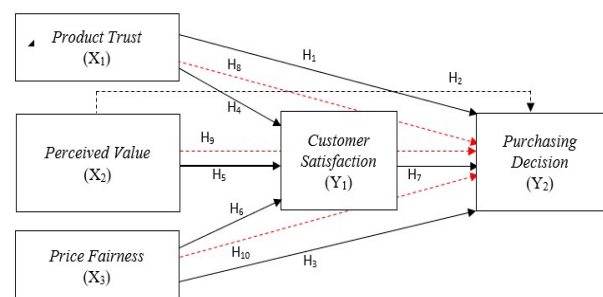 Product Trust
(X₁)
H₁
H₈
H₂
H₄
Perceived Value
(X₂)
H₉
H₅
Customer
Satisfaction
(Y₁)
H₇
Purchasing
Decision
(Y₂)
H₆
Price Fairness
(X₃)
H₁₀
H₃